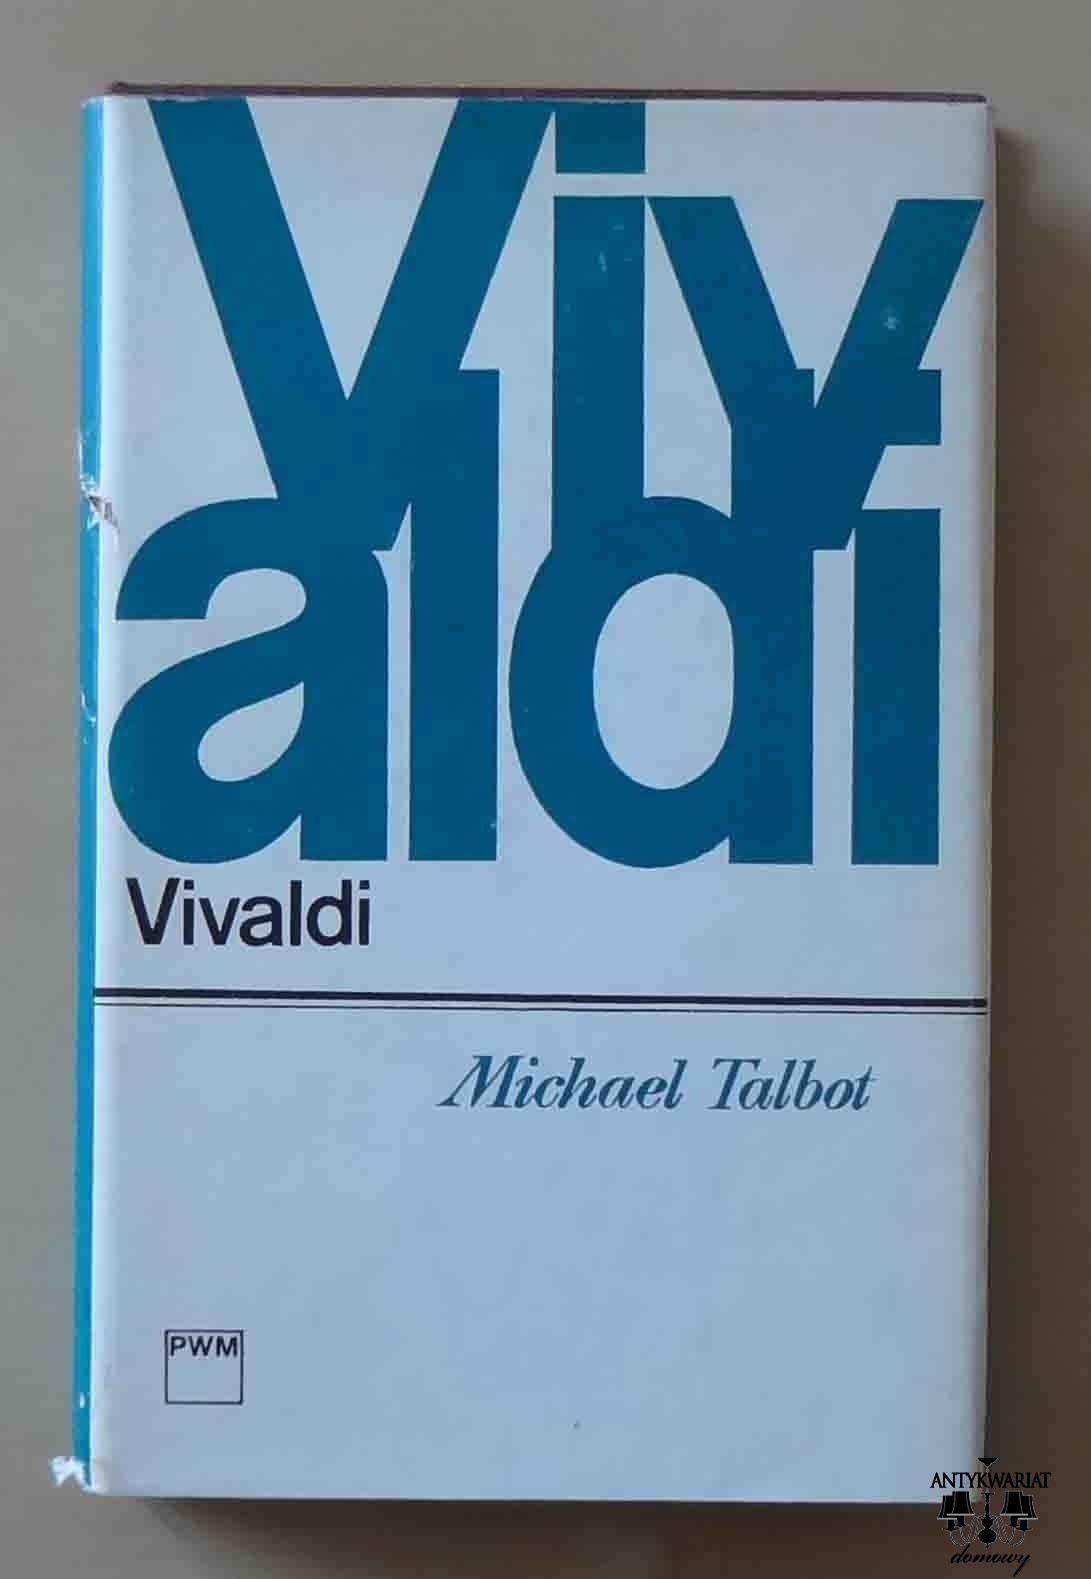 Viv
aldi
Vivaldi
Michael Talbot
PWM
ANTYKWARIAT
domowy